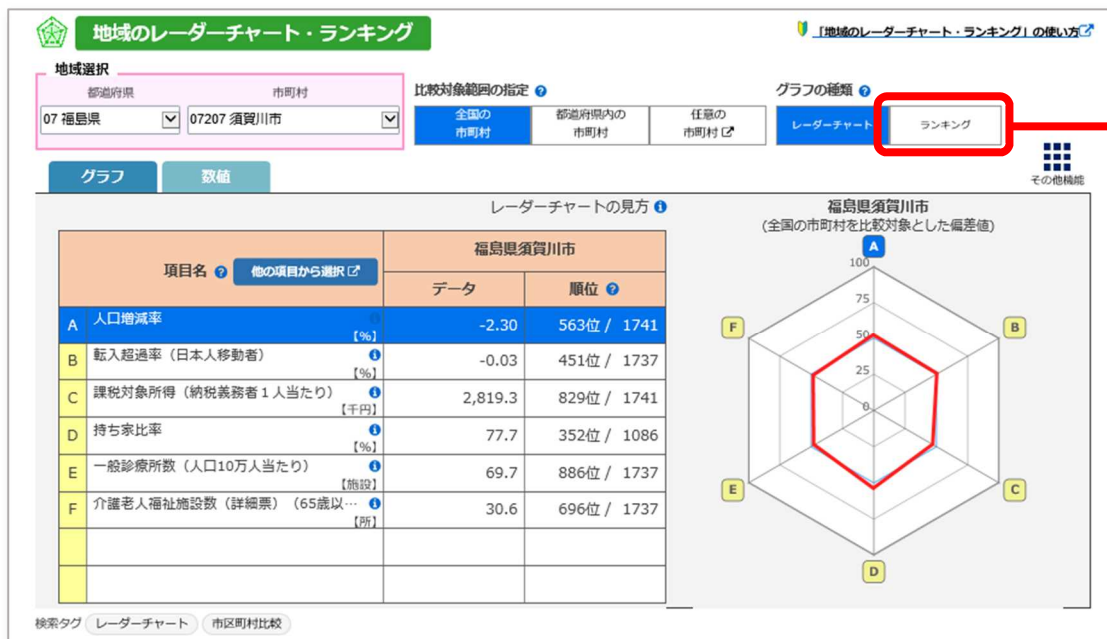 地域のレーダーチャート・ランキング
「地域のレーダーチャート・ランキング」の使い方
地域選択
都道府県
市町村
07 福島県
07207 須賀川市
比較対象範囲の指定
全国の
市町村
都道府県内の
市町村
任意の
市町村
グラフの種類
レーダーチャート
ランキング
その他機能
グラフ
数値
レーダーチャートの見方
項目名
他の項目から選択
福島県須賀川市
データ
順位
A 人口増減率 【%】 -2.30 563位 / 1741
B 転入超過率（日本人移動者） 【%】 -0.03 451位 / 1737
C 課税対象所得（納税義務者１人当たり） 【千円】 2,819.3 829位 / 1741
D 持ち家比率 【%】 77.7 352位 / 1086
E 一般診療所数（人口10万人当たり） 【施設】 69.7 886位 / 1737
F 介護老人福祉施設数（詳細票）（65歳以… 【所】 30.6 696位 / 1737
福島県須賀川市
(全国の市町村を比較対象とした偏差値)
A
100
75
50
25
0
F
B
E
C
D
検索タグ
レーダーチャート
市区町村比較